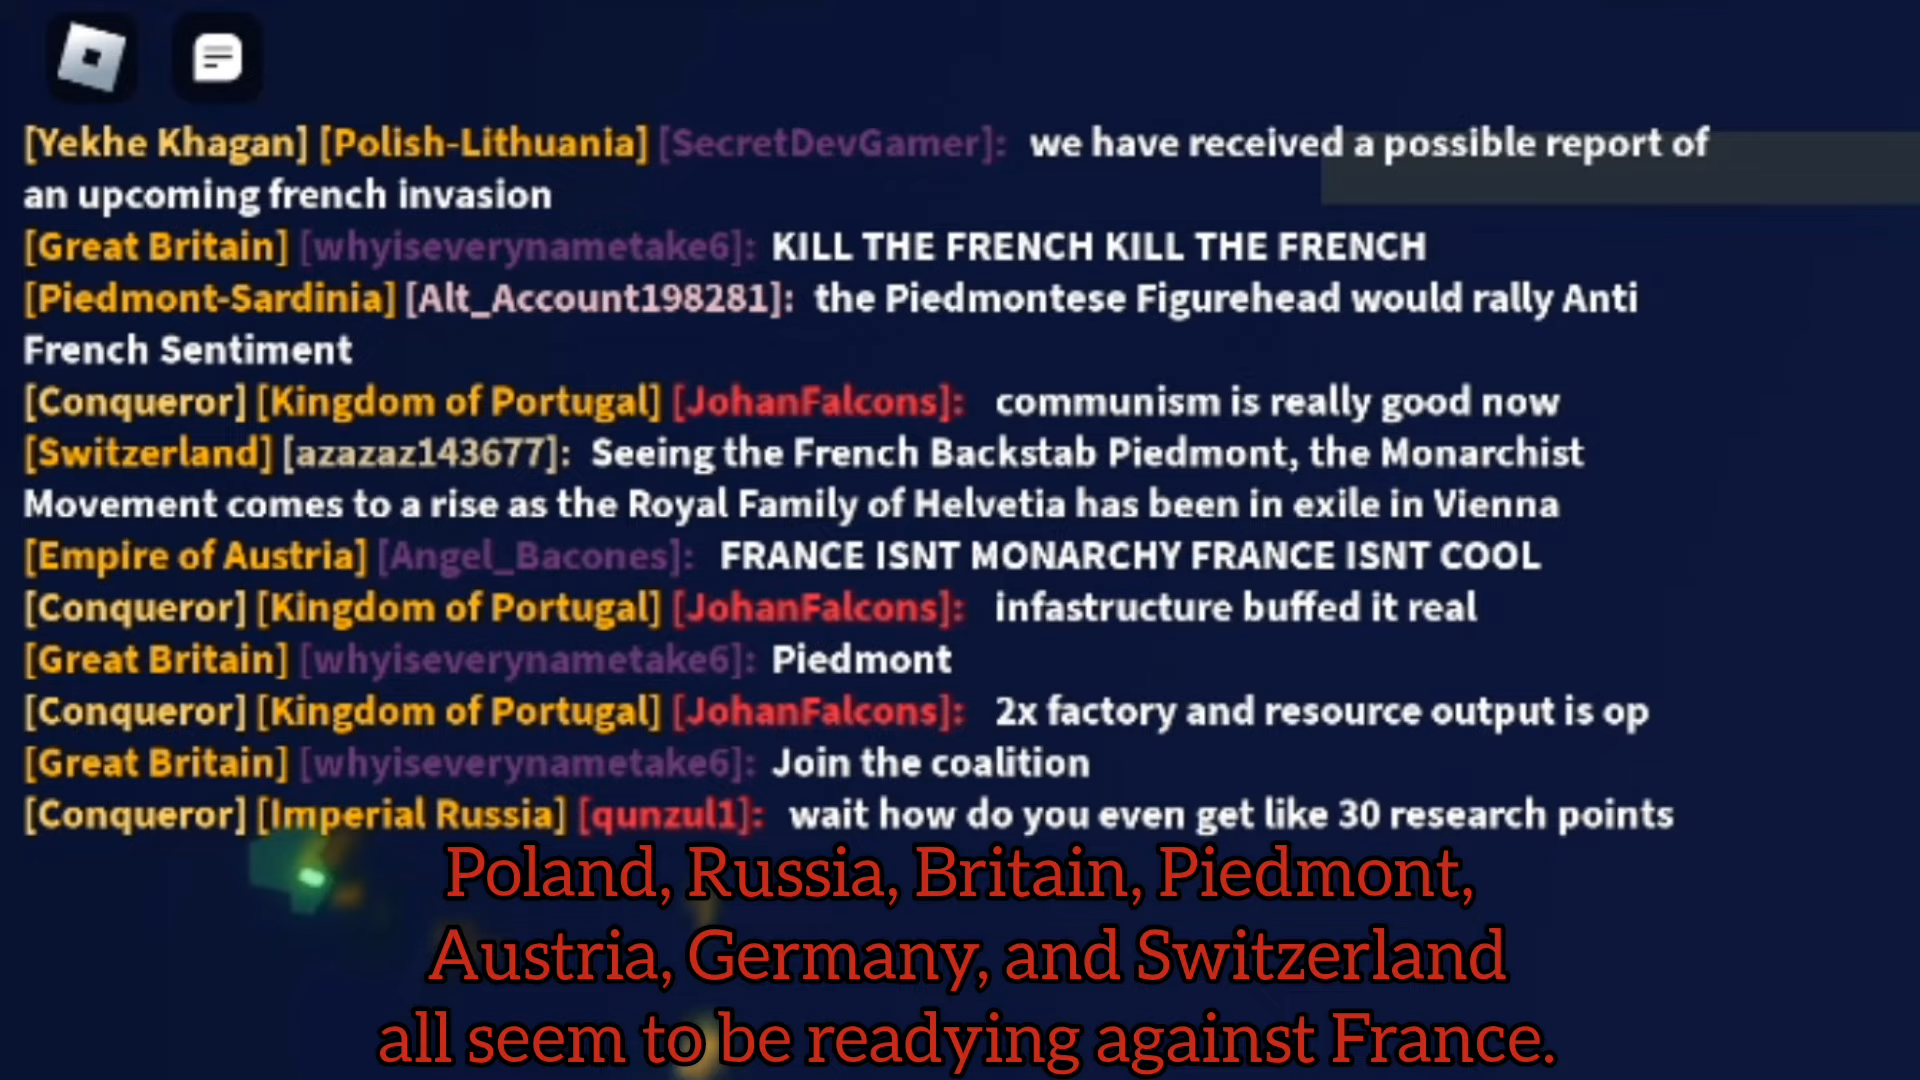 [Yekhe Khagan] [Polish-Lithuania] [SecretDevGamer]: we have received a possible report of
an upcoming french invasion
[Great Britain] [whyiseverynametake6]: KILL THE FRENCH KILL THE FRENCH
[Piedmont-Sardinia] [Alt_Account198281]: the Piedmontese Figurehead would rally Anti
French Sentiment
[Conqueror] [Kingdom of Portugal] [JohanFalcons]: communism is really good now
[Switzerland] [azazaz143677]: Seeing the French Backstab Piedmont, the Monarchist
Movement comes to a rise as the Royal Family of Helvetia has been in exile in Vienna
[Empire of Austria] [Angel_Bacones]: FRANCE ISNT MONARCHY FRANCE ISNT COOL
[Conqueror] [Kingdom of Portugal] [JohanFalcons]: infastructure buffed it real
[Great Britain] [whyiseverynametake6]: Piedmont
[Conqueror] [Kingdom of Portugal] [JohanFalcons]: 2x factory and resource output is op
[Great Britain] [whyiseverynametake6]: Join the coalition
[Conqueror] [Imperial Russia] [qunzul1]: wait how do you even get like 30 research points
Poland, Russia, Britain, Piedmont,
Austria, Germany, and Switzerland
all seem to be readying against France.